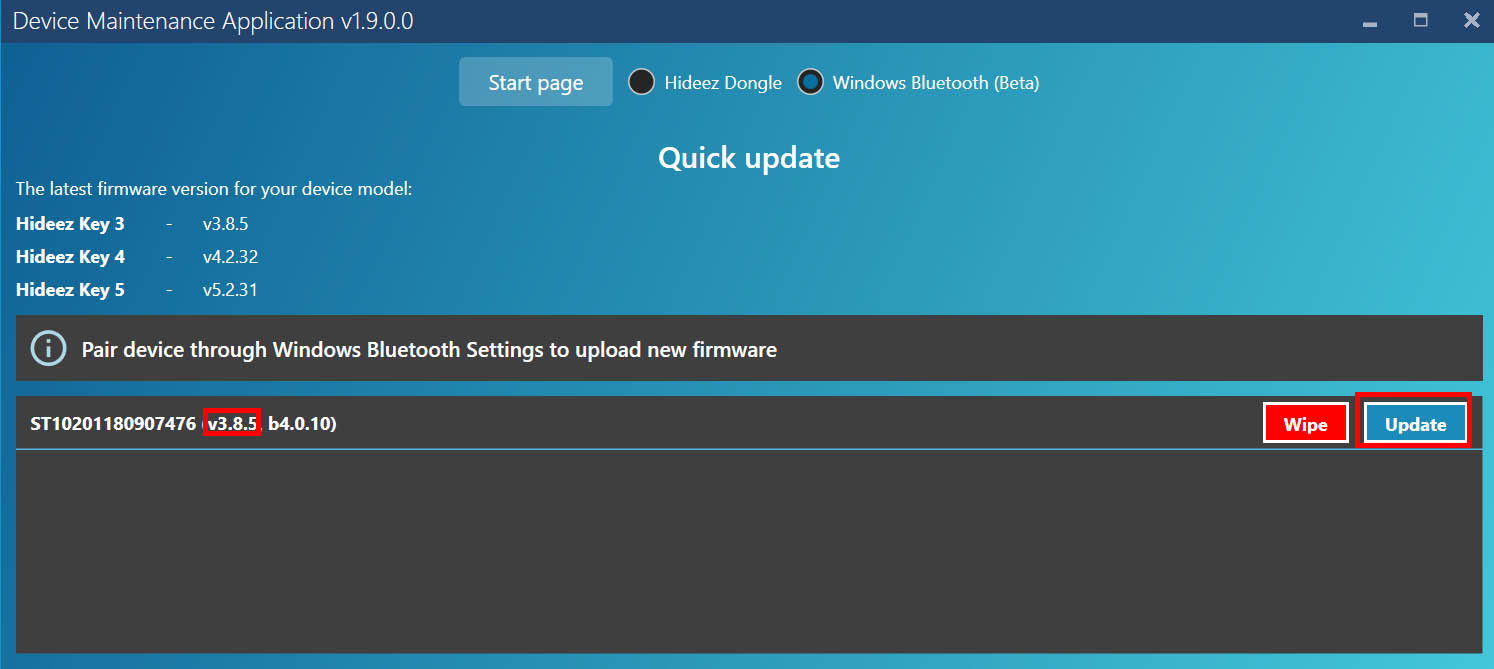 Device Maintenance Application v1.9.0.0
Start page Hideez Dongle Windows Bluetooth (Beta)
Quick update
The latest firmware version for your device model:
Hideez Key 3 - v3.8.5
Hideez Key 4 - v4.2.32
Hideez Key 5 - v5.2.31
Pair device through Windows Bluetooth Settings to upload new firmware
ST10201180907476 (v3.8.5, b4.0.10) Wipe Update